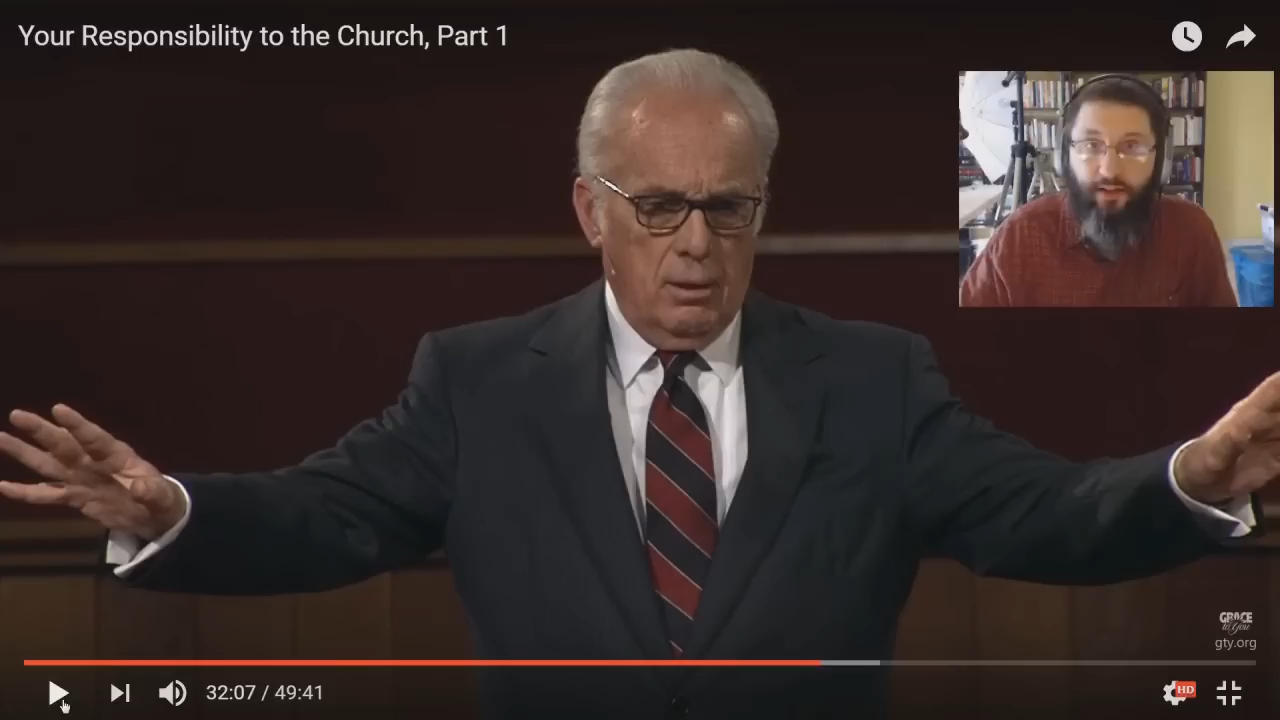 Your Responsibility to the Church, Part 1
GRACE
to You
gty.org
32:07 / 49:41
HD